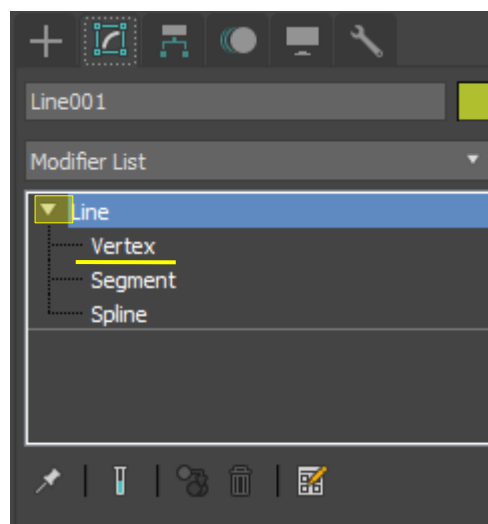 Line001
Modifier List
Line
Vertex
Segment
Spline